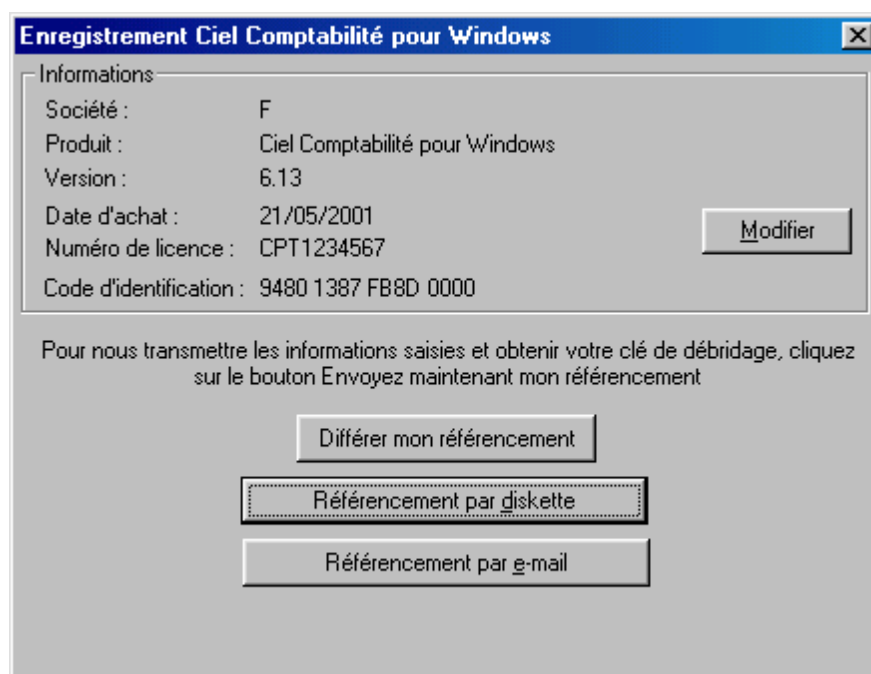 Enregistrement Ciel Comptabilité pour Windows
Informations
Société : F
Produit : Ciel Comptabilité pour Windows
Version : 6.13
Date d'achat : 21/05/2001
Modifier
Numéro de licence : CPT1234567
Code d'identification : 9480 1387 FB8D 0000
Pour nous transmettre les informations saisies et obtenir votre clé de débridage, cliquez
sur le bouton Envoyez maintenant mon référencement
Différer mon référencement
Référencement par diskette
Référencement par e-mail